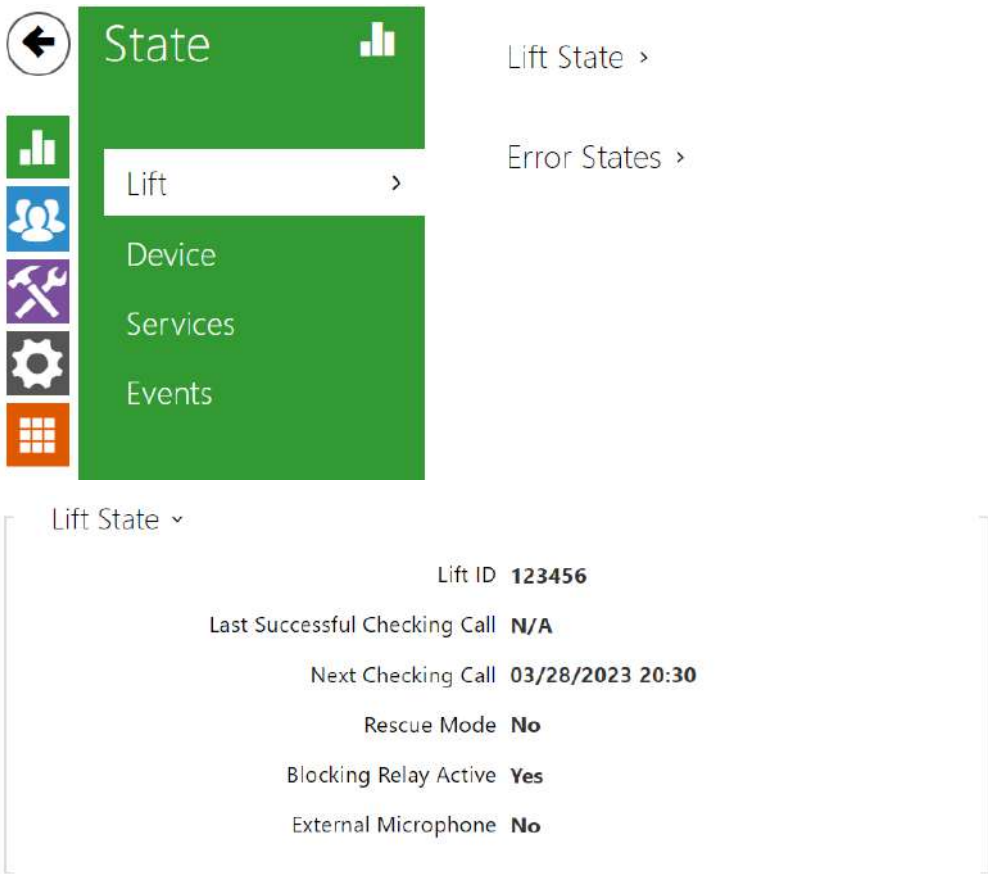 State
Lift State
Error States
Lift
Device
Services
Events
Lift State
Lift ID 123456
Last Successful Checking Call N/A
Next Checking Call 03/28/2023 20:30
Rescue Mode No
Blocking Relay Active Yes
External Microphone No